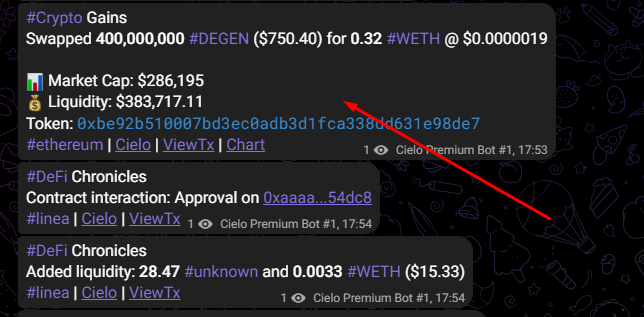 #Crypto Gains
Swapped 400,000,000 #DEGEN ($750.40) for 0.32 #WETH @ $0.0000019
📊 Market Cap: $286,195
💰 Liquidity: $383,717.11
Token: 0xbe92b510007bd3ec0adb3d1fca338dd631e98de7
#ethereum | Cielo | ViewTx | Chart
1 Cielo Premium Bot #1, 17:53
#DeFi Chronicles
Contract interaction: Approval on 0xaaaa...54dc8
#linea | Cielo | ViewTx
1 Cielo Premium Bot #1, 17:54
#DeFi Chronicles
Added liquidity: 28.47 #unknown and 0.0033 #WETH ($15.33)
#linea | Cielo | ViewTx
1 Cielo Premium Bot #1, 17:54